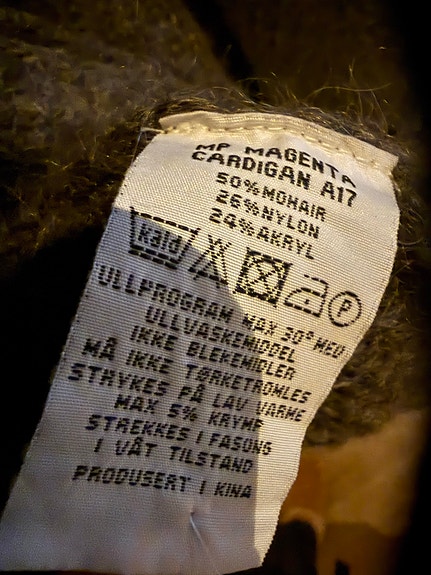 MP MAGENTA
CARDIGAN A17
50%MOHAIR
26%NYLON
24%AKRYL
kald P
ULLPROGRAM MAX 30° MED
ULLVASKEMIDDEL
IKKE BLEKEMIDLER
MÅ IKKE TØRKETROMLES
STRYKES PÅ LAV VARME
MAX 5% KRYMP
STREKKES I FASONG
I VÅT TILSTAND
PRODUSERT I KINA